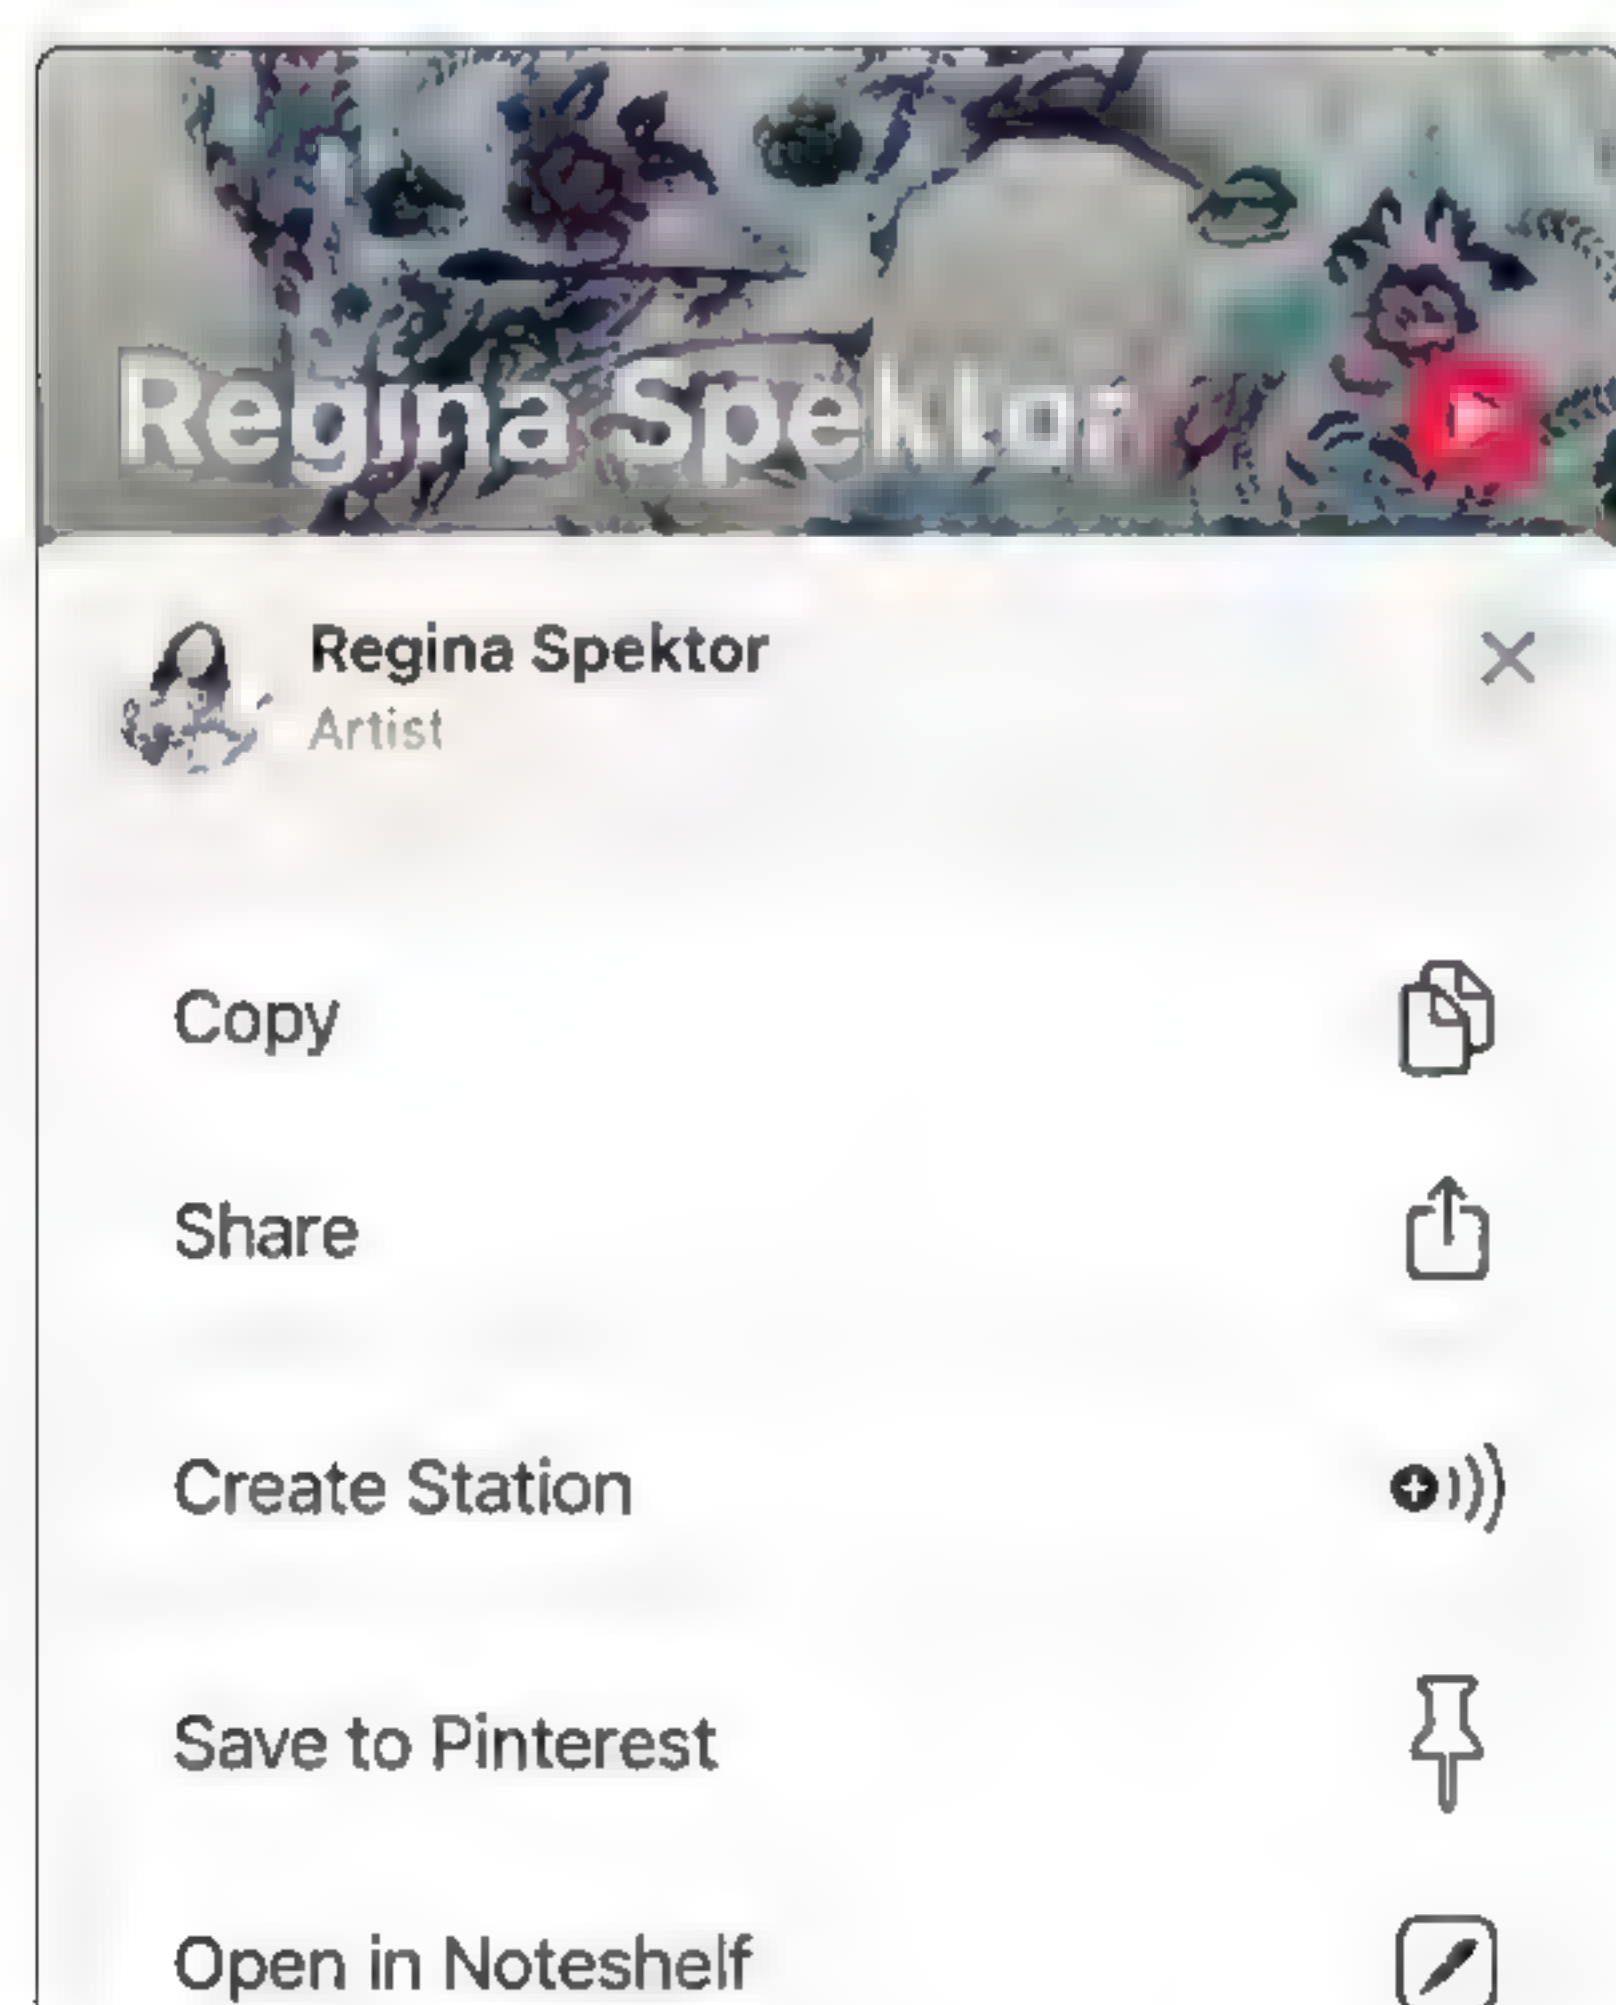 Regina Spektor
Regina Spektor
Artist
Copy
Share
Create Station
Save to Pinterest
Open in Noteshelf